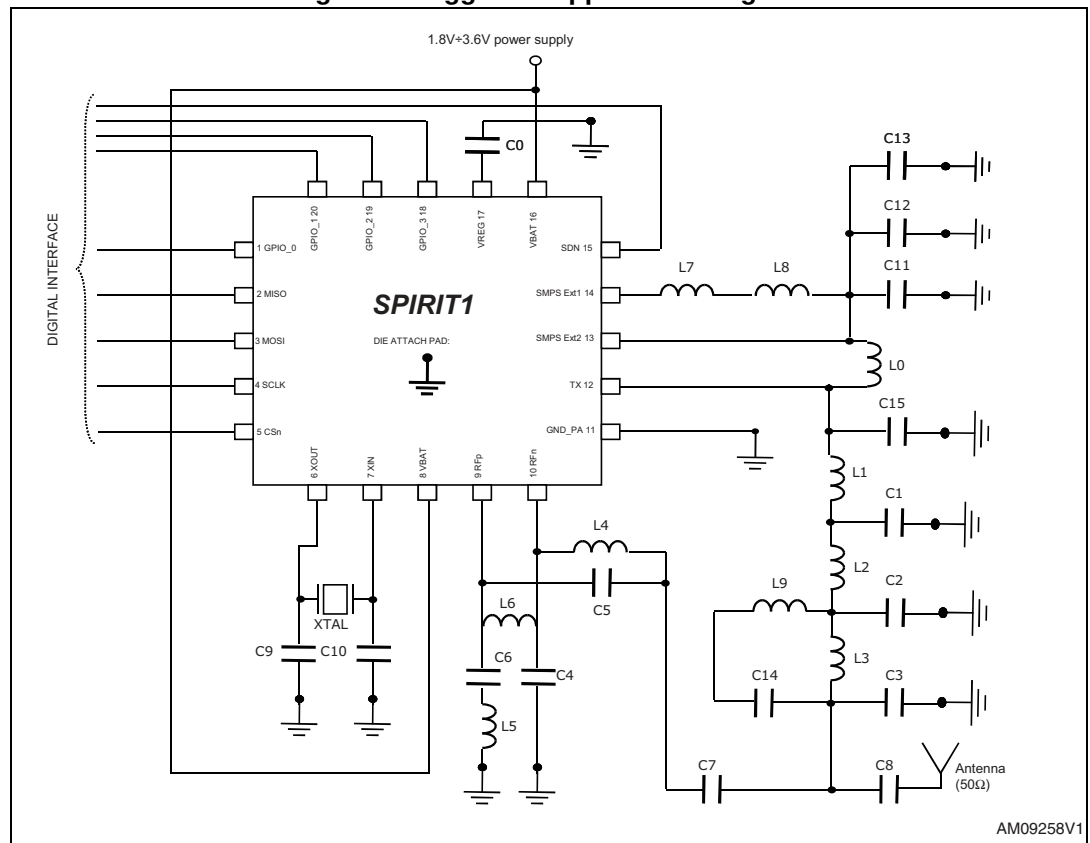 1.8V÷3.6V power supply
C0
C13
C12
C11
DIGITAL INTERFACE
GPIO_1 20
GPIO_2 19
GPIO_3 18
VREG 17
VBAT 16
1 GPIO_0
2 MISO
3 MOSI
4 SCLK
5 CSn
SPIRIT1
DIE ATTACH PAD:
SDN 15
SMPS Ext1 14
SMPS Ext2 13
TX 12
GND_PA 11
6 XOUT
7 XIN
8 VBAT
9 RFp
10 RFn
L7
L8
L0
C15
L1
C1
L4
L2
C5
L9
C2
L6
XTAL
C9
C10
C6
C4
L3
C14
C3
L5
C7
C8
Antenna
(50Ω)
AM09258V1